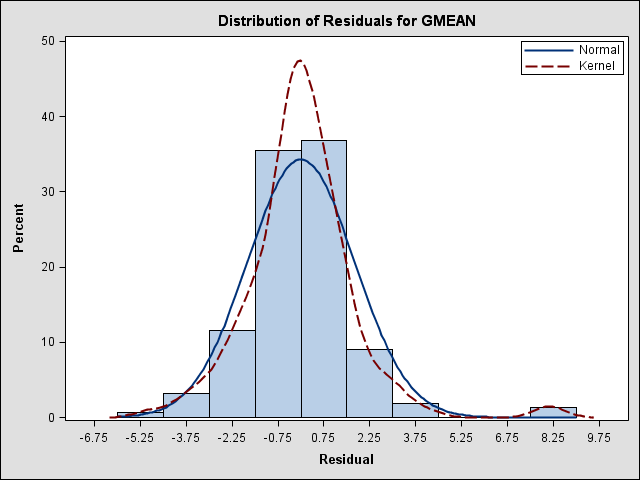 Distribution of Residuals for GMEAN
Normal
Kernel
50
40
30
20
10
0
Percent
-6.75 -5.25 -3.75 -2.25 -0.75 0.75 2.25 3.75 5.25 6.75 8.25 9.75
Residual